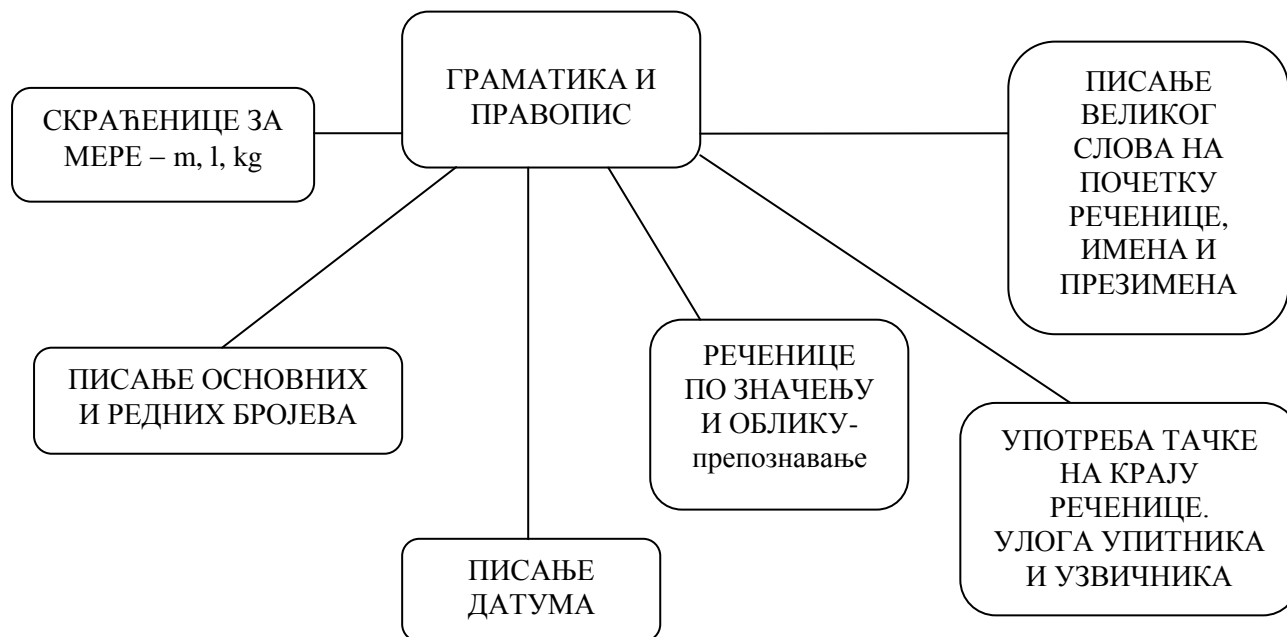 ГРАМАТИКА И
ПРАВОПИС
СКРАЋЕНИЦЕ ЗА
МЕРЕ – m, l, kg
ПИСАЊЕ
ВЕЛИКОГ
СЛОВА НА
ПОЧЕТКУ
РЕЧЕНИЦЕ,
ИМЕНА И
ПРЕЗИМЕНА
ПИСАЊЕ ОСНОВНИХ
И РЕДНИХ БРОЈЕВА
РЕЧЕНИЦЕ
ПО ЗНАЧЕЊУ
И ОБЛИКУ-
препознавање
УПОТРЕБА ТАЧКЕ
НА КРАЈУ
РЕЧЕНИЦЕ.
УЛОГА УПИТНИКА
И УЗВИЧНИКА
ПИСАЊЕ
ДАТУМА